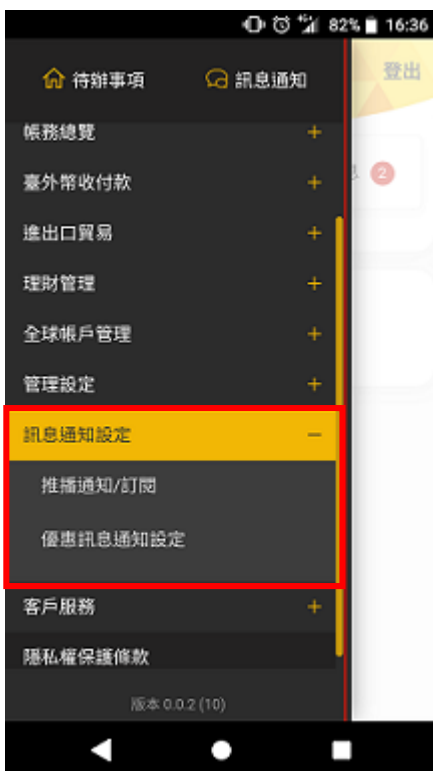 82% 16:36
待辦事項 訊息通知 登出
帳務總覽 +
臺外幣收付款 +
2
進出口貿易 +
理財管理 +
全球帳戶管理 +
管理設定 +
訊息通知設定 −
推播通知/訂閱
優惠訊息通知設定
客戶服務 +
隱私權保護條款
版本 0.0.2 (10)